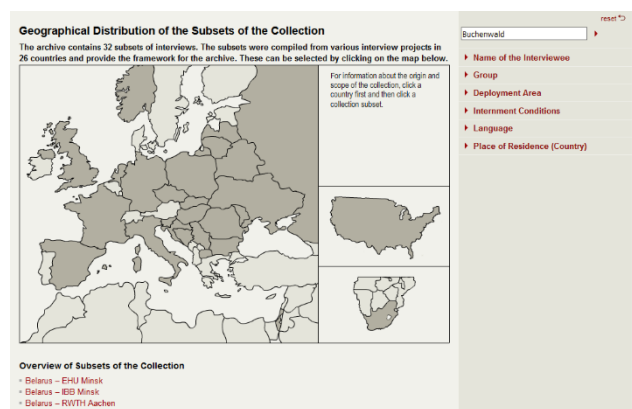 reset
Geographical Distribution of the Subsets of the Collection
Buchenwald
The archive contains 32 subsets of interviews. The subsets were compiled from various interview projects in
26 countries and provide the framework for the archive. These can be selected by clicking on the map below.
For information about the origin and
scope of the collection, click a
country first and then click a
collection subset.
Name of the Interviewee
Group
Deployment Area
Internment Conditions
Language
Place of Residence (Country)
Overview of Subsets of the Collection
Belarus – EHU Minsk
Belarus – IBB Minsk
Belarus – RWTH Aachen